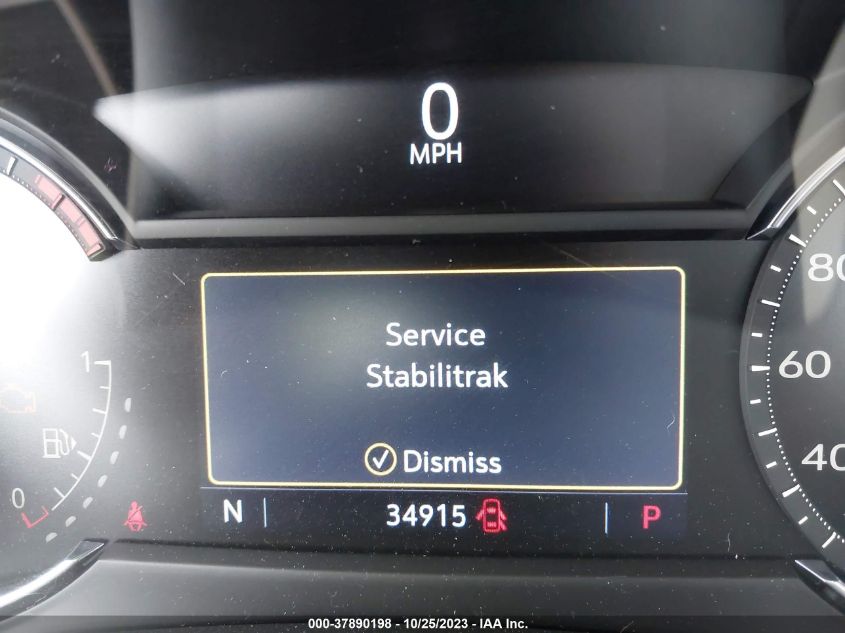 0
MPH
80
1
Service
Stabilitrak
60
✓ Dismiss
40
0
N
34915
P
000-37890198 - 10/25/2023 - IAA Inc.